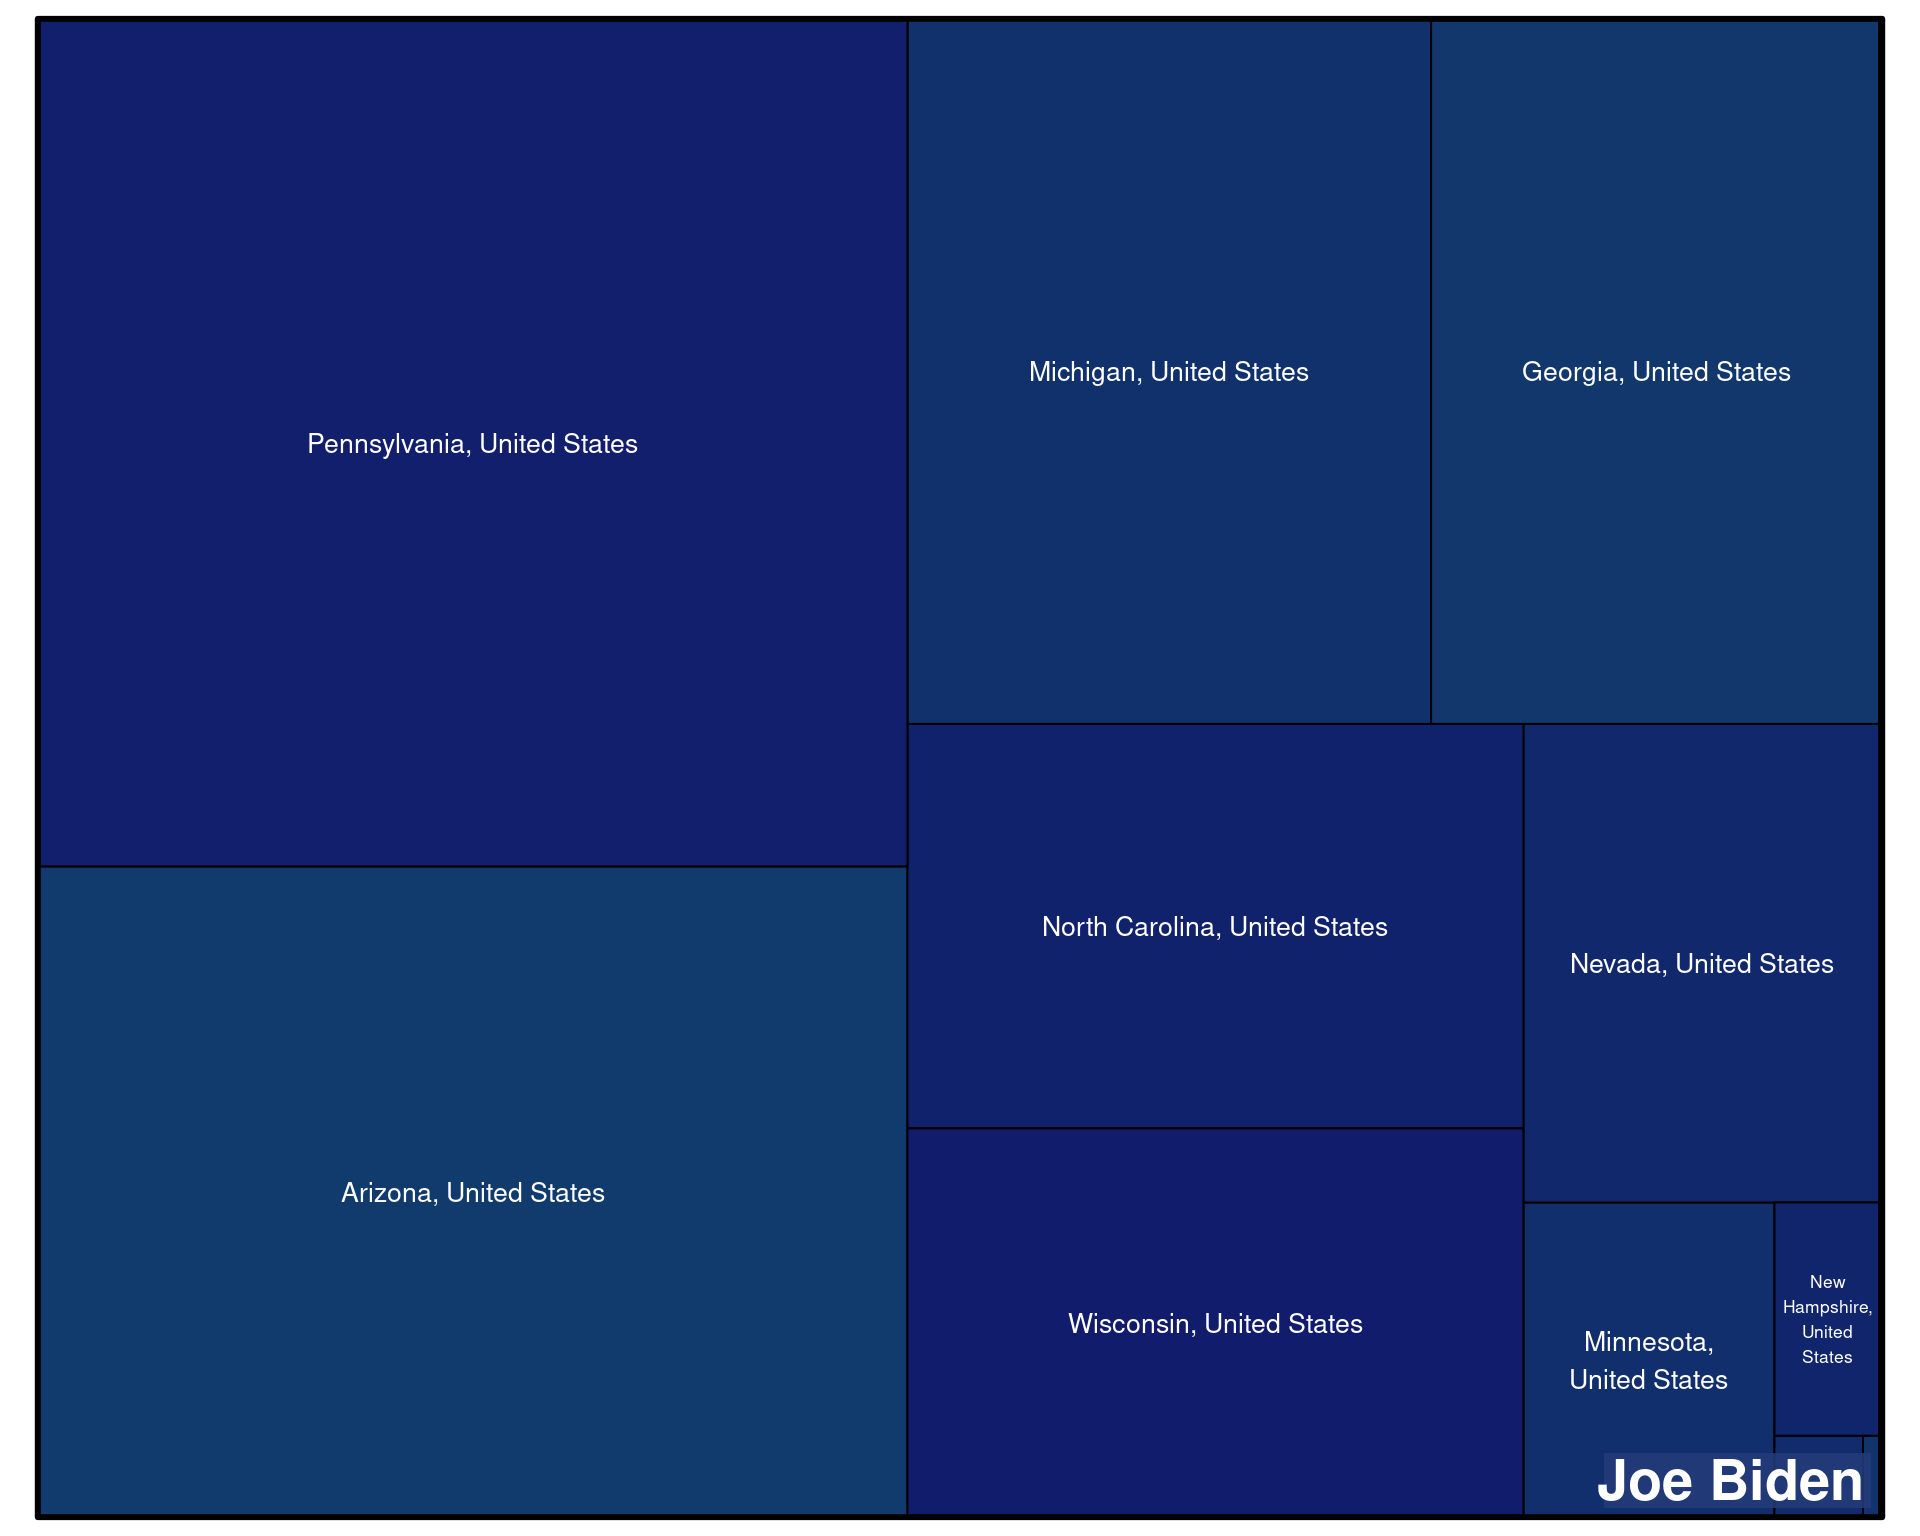 Pennsylvania, United States
Michigan, United States
Georgia, United States
Arizona, United States
North Carolina, United States
Nevada, United States
Wisconsin, United States
Minnesota,
United States
New
Hampshire,
United
States
Joe Biden